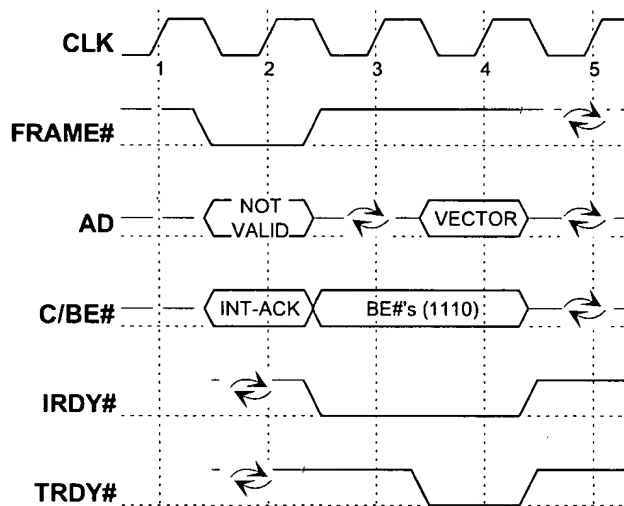 CLK
1 2 3 4 5
FRAME#
AD
NOT
VALID
VECTOR
C/BE#
INT-ACK
BE#'s (1110)
IRDY#
TRDY#